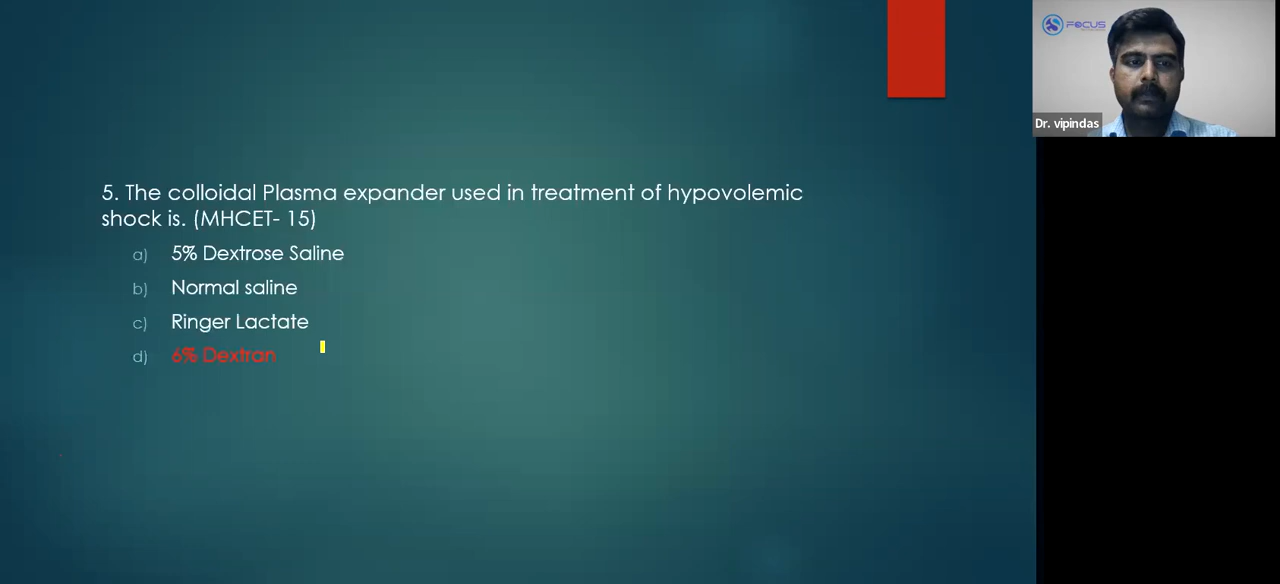 FOCUS
Dr. vipindas
5. The colloidal Plasma expander used in treatment of hypovolemic
shock is. (MHCET- 15)
a) 5% Dextrose Saline
b) Normal saline
c) Ringer Lactate
d) 6% Dextran